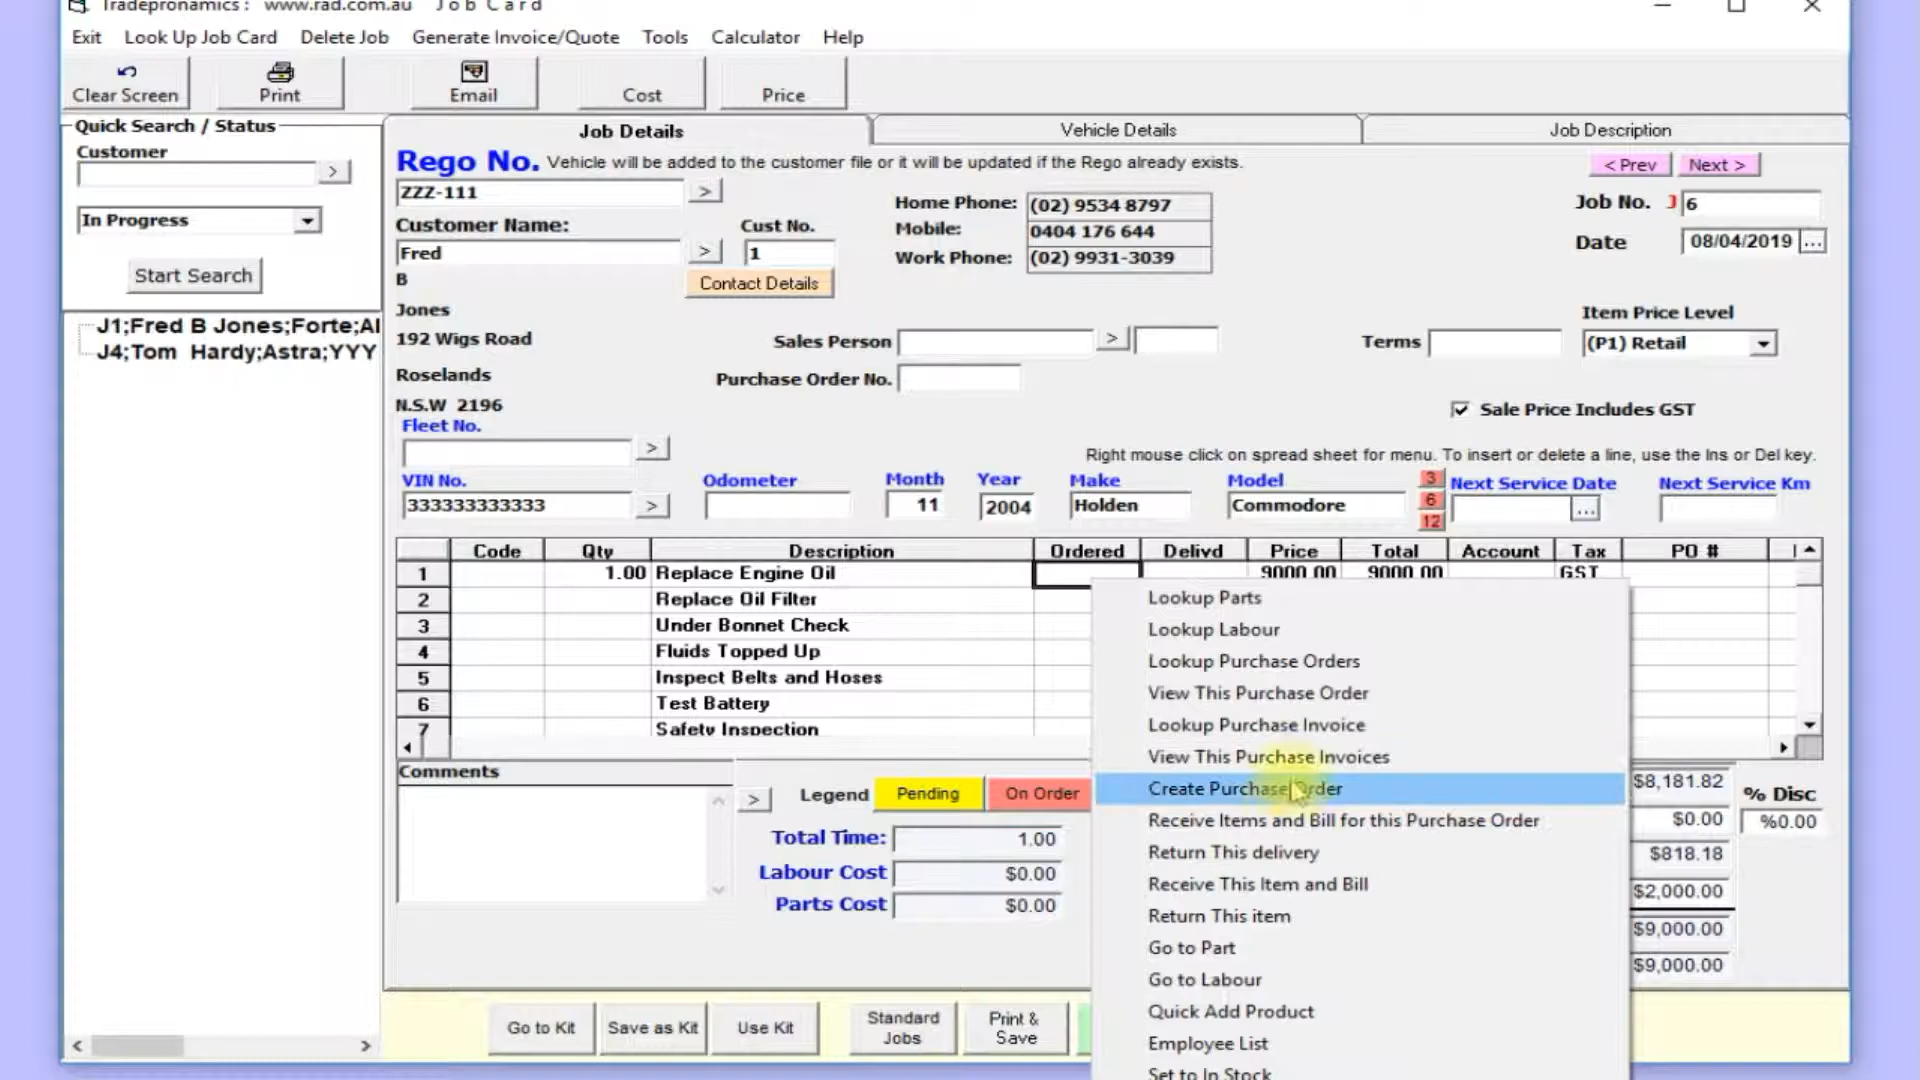 Tradepronamics: www.rad.com.au Job Card
Exit Look Up Job Card Delete Job Generate Invoice/Quote Tools Calculator Help
Clear Screen Print Email Cost Price
Quick Search / Status
Customer
>
In Progress
Start Search
J1;Fred B Jones;Forte;Al
J4;Tom Hardy;Astra;YYY
Job Details Vehicle Details Job Description
Rego No. Vehicle will be added to the customer file or it will be updated if the Rego already exists.
< Prev Next >
ZZZ-111 >
Home Phone: (02) 9534 8797
Job No. J 6
Customer Name: Cust No.
Mobile: 0404 176 644
Date 08/04/2019 ...
Fred > 1
Work Phone: (02) 9931-3039
B
Contact Details
Jones
Item Price Level
192 Wigs Road
Sales Person >
Terms
(P1) Retail
Roselands
Purchase Order No.
N.S.W 2196
Sale Price Includes GST
Fleet No.
>
Right mouse click on spread sheet for menu. To insert or delete a line, use the Ins or Del key.
VIN No. Odometer Month Year Make Model 3 6 12 Next Service Date Next Service Km
333333333333 > 11 2004 Holden Commodore ...
Code Qty Description Ordered Delivd Price Total Account Tax PO #
1 1.00 Replace Engine Oil 9000.00 9000.00 GST
2 Replace Oil Filter
3 Under Bonnet Check
4 Fluids Topped Up
5 Inspect Belts and Hoses
6 Test Battery
7 Safety Inspection
Lookup Parts
Lookup Labour
Lookup Purchase Orders
View This Purchase Order
Lookup Purchase Invoice
View This Purchase Invoices
Create Purchase Order
Receive Items and Bill for this Purchase Order
Return This delivery
Receive This Item and Bill
Return This item
Go to Part
Go to Labour
Quick Add Product
Employee List
Set to In Stock
Comments
> Legend Pending On Order
Total Time: 1.00
Labour Cost $0.00
Parts Cost $0.00
$8,181.82
% Disc
$0.00 %0.00
$818.18
$2,000.00
$9,000.00
$9,000.00
Go to Kit Save as Kit Use Kit Standard Jobs Print & Save